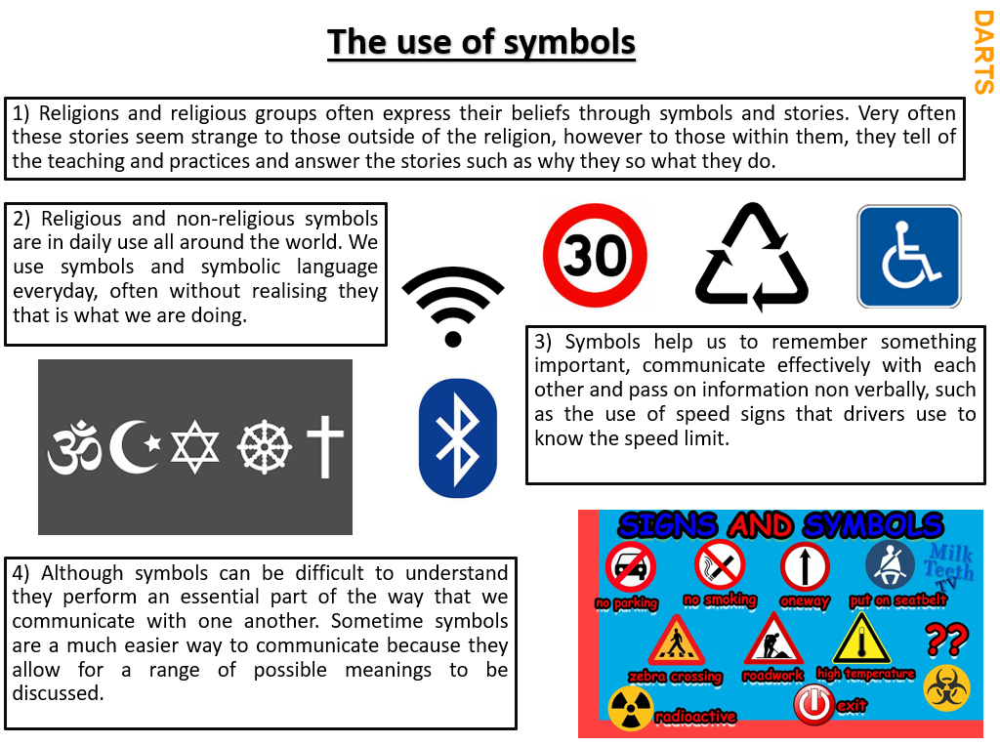 The use of symbols
DARTS
1) Religions and religious groups often express their beliefs through symbols and stories. Very often
these stories seem strange to those outside of the religion, however to those within them, they tell of
the teaching and practices and answer the stories such as why they so what they do.
2) Religious and non-religious symbols
are in daily use all around the world. We
use symbols and symbolic language
everyday, often without realising they
that is what we are doing.
30
3) Symbols help us to remember something
important, communicate effectively with each
other and pass on information non verbally, such
as the use of speed signs that drivers use to
know the speed limit.
4) Although symbols can be difficult to understand
they perform an essential part of the way that we
communicate with one another. Sometime symbols
are a much easier way to communicate because they
allow for a range of possible meanings to be
discussed.
SIGNS AND SYMBOLS
Milk
Teeth
TV
no parking
no smoking
oneway
put on seatbelt
zebra crossing
roadwork
high temperature
??
radioactive
exit